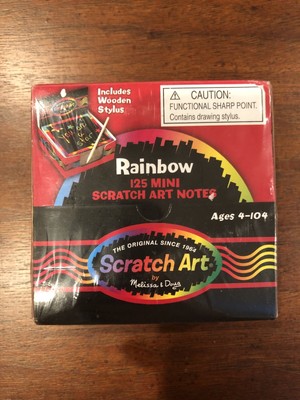 Includes
Wooden
Stylus
⚠ CAUTION:
FUNCTIONAL SHARP POINT.
Contains drawing stylus.
Rainbow
125 MINI
SCRATCH ART NOTES
Ages 4-104
THE ORIGINAL SINCE 1964
Scratch Art
by
Melissa & Doug